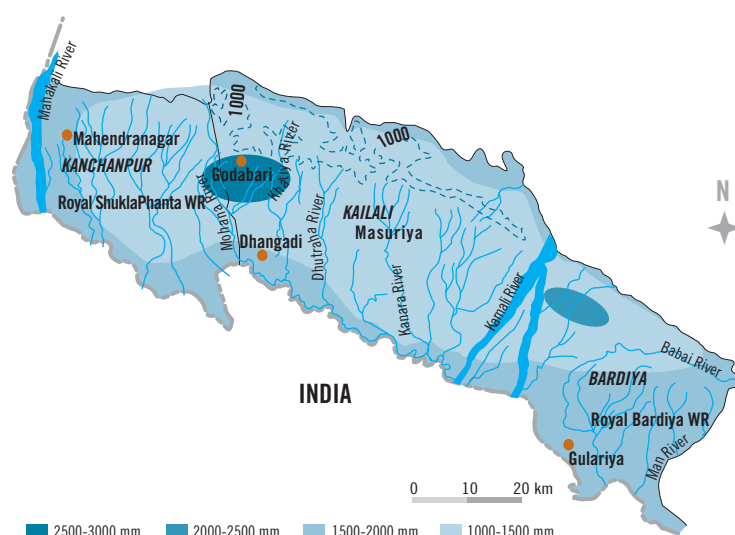 Mahakali River
1000
1000
Mahendranagar
KANCHANPUR
Godabari
Khatiya River
N
Royal ShuklaPhanta WR
Mohana River
KAILALI
Masuriya
Dhangadi
Dhutraha River
Kanara River
Karnali River
Babai River
INDIA
BARDIYA
Royal Bardiya WR
Gulariya
Man River
0 10 20 km
2500-3000 mm 2000-2500 mm 1500-2000 mm 1000-1500 mm